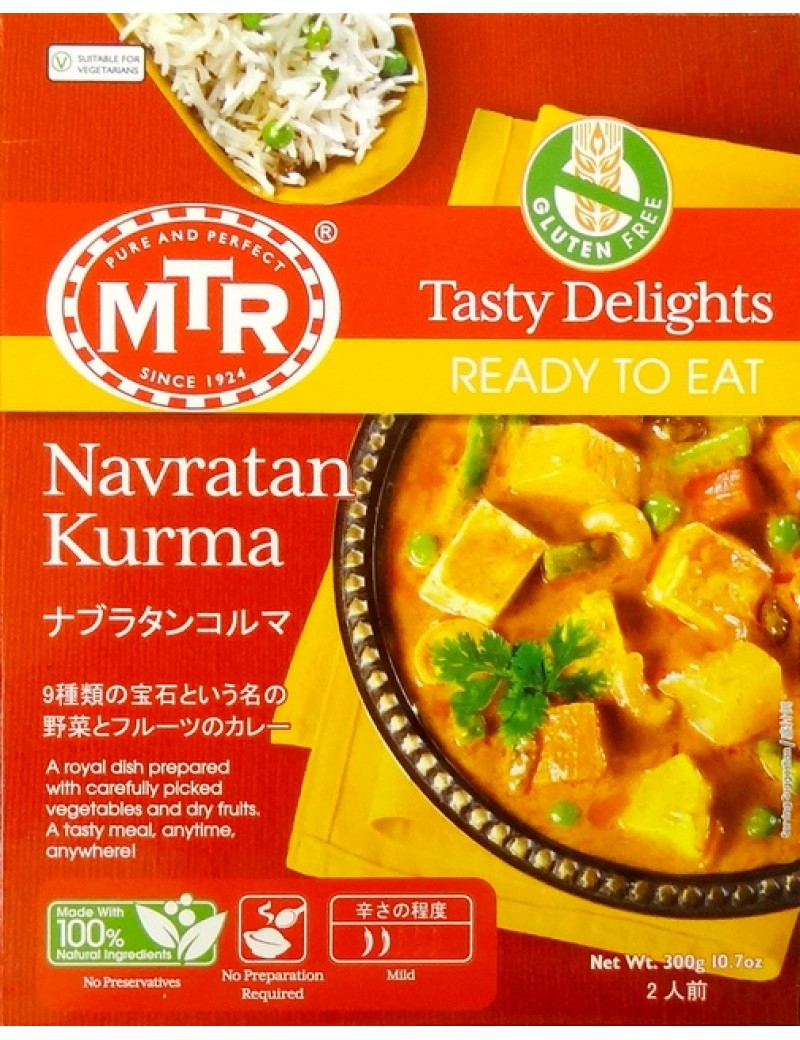 SUITABLE FOR
VEGETARIANS
GLUTEN FREE
PURE AND PERFECT
MTR
®
SINCE 1924
Tasty Delights
READY TO EAT
Navratan
Kurma
ナブラタンコルマ
9種類の宝石という名の
野菜とフルーツのカレー
A royal dish prepared
with carefully picked
vegetables and dry fruits.
A tasty meal, anytime,
anywhere!
Made With
100%
Natural Ingredients
No Preservatives
No Preparation
Required
辛さの程度
Mild
Net Wt. 300g 10.7oz
2人前